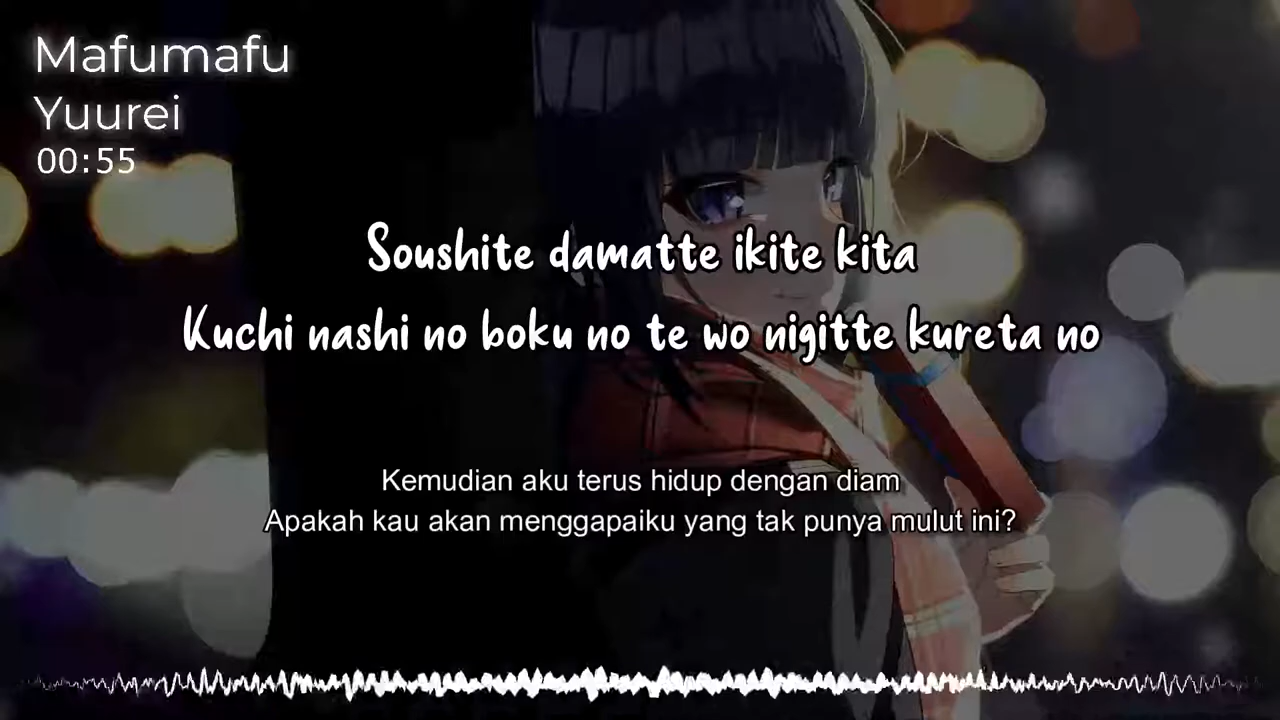 Mafumafu
Yuurei
00:55
Soushite damatte ikite kita
Kuchi nashi no boku no te wo nigitte kureta no
Kemudian aku terus hidup dengan diam
Apakah kau akan menggapaiku yang tak punya mulut ini?